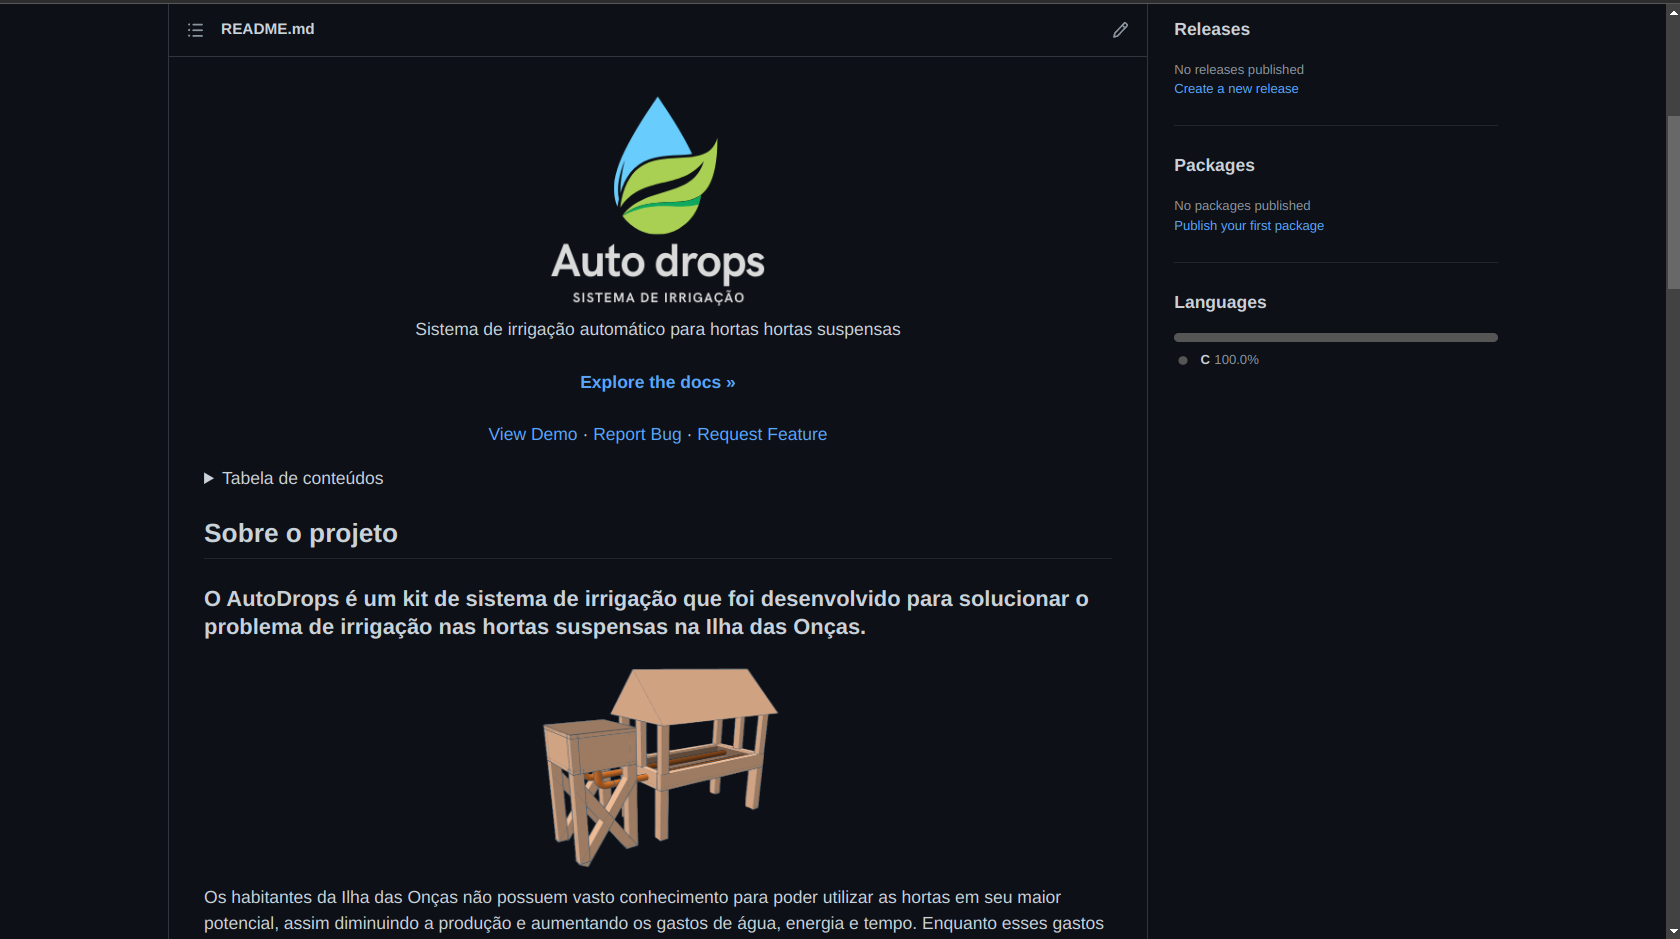 README.md
Auto drops
SISTEMA DE IRRIGAÇÃO
Sistema de irrigação automático para hortas hortas suspensas
Explore the docs »
View Demo · Report Bug · Request Feature
Tabela de conteúdos
Sobre o projeto
O AutoDrops é um kit de sistema de irrigação que foi desenvolvido para solucionar o
problema de irrigação nas hortas suspensas na Ilha das Onças.
Os habitantes da Ilha das Onças não possuem vasto conhecimento para poder utilizar as hortas em seu maior
potencial, assim diminuindo a produção e aumentando os gastos de água, energia e tempo. Enquanto esses gastos
Releases
No releases published
Create a new release
Packages
No packages published
Publish your first package
Languages
C 100.0%